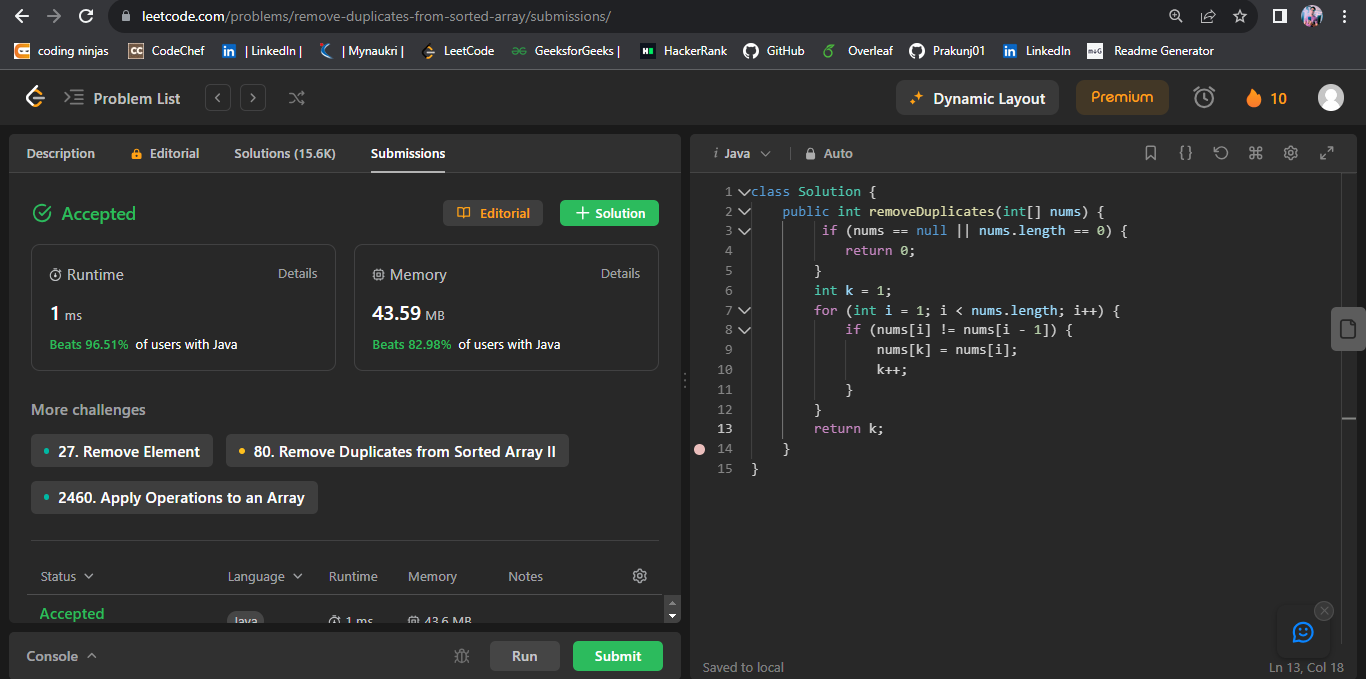 leetcode.com/problems/remove-duplicates-from-sorted-array/submissions/
coding ninjas CodeChef | LinkedIn | | Mynaukri | LeetCode GeeksforGeeks | HackerRank GitHub Overleaf Prakunj01 LinkedIn Readme Generator
Problem List Dynamic Layout Premium 10
Description Editorial Solutions (15.6K) Submissions
Accepted Editorial + Solution
Runtime Details Memory Details
1 ms 43.59 MB
Beats 96.51% of users with Java Beats 82.98% of users with Java
More challenges
27. Remove Element 80. Remove Duplicates from Sorted Array II
2460. Apply Operations to an Array
Status Language Runtime Memory Notes
Accepted Java 1 ms 43.6 MB
Console Run Submit
i Java Auto
1 class Solution {
2 public int removeDuplicates(int[] nums) {
3 if (nums == null || nums.length == 0) {
4 return 0;
5 }
6 int k = 1;
7 for (int i = 1; i < nums.length; i++) {
8 if (nums[i] != nums[i - 1]) {
9 nums[k] = nums[i];
10 k++;
11 }
12 }
13 return k;
14 }
15 }
Saved to local Ln 13, Col 18